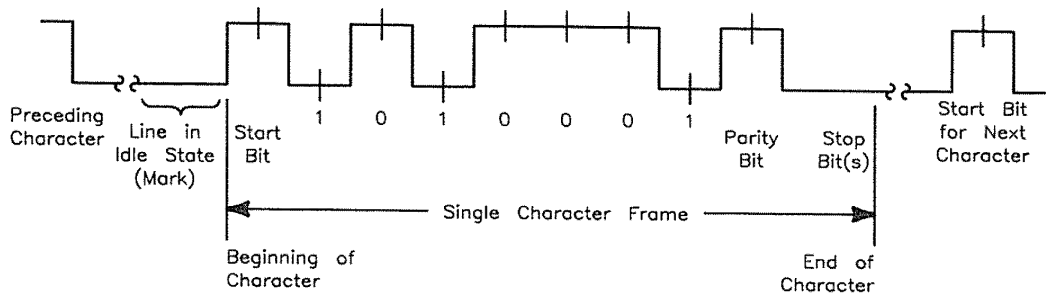 Preceding
Character
Line in
Idle State
(Mark)
Start
Bit
1 0 1 0 0 0 1
Parity
Bit
Stop
Bit(s)
Start Bit
for Next
Character
Single Character Frame
Beginning of
Character
End of
Character